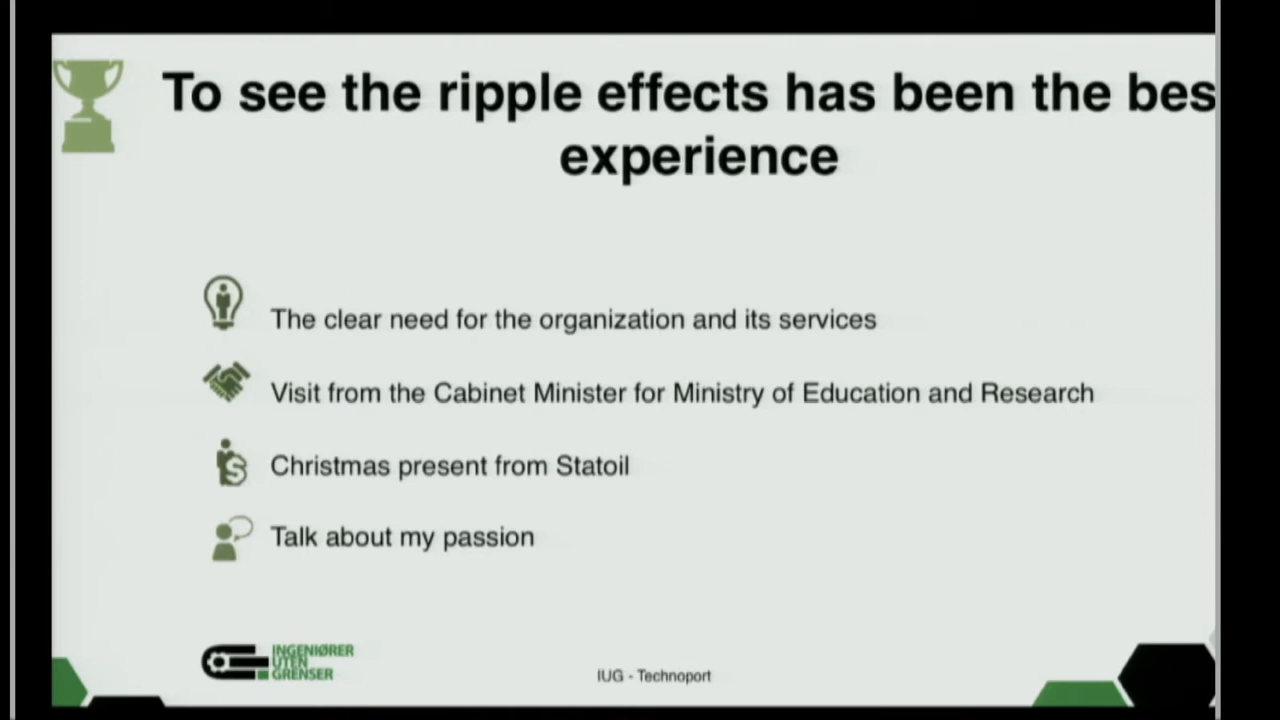 To see the ripple effects has been the bes
experience
The clear need for the organization and its services
Visit from the Cabinet Minister for Ministry of Education and Research
Christmas present from Statoil
Talk about my passion
INGENIØRER
UTEN
GRENSER
IUG - Technoport